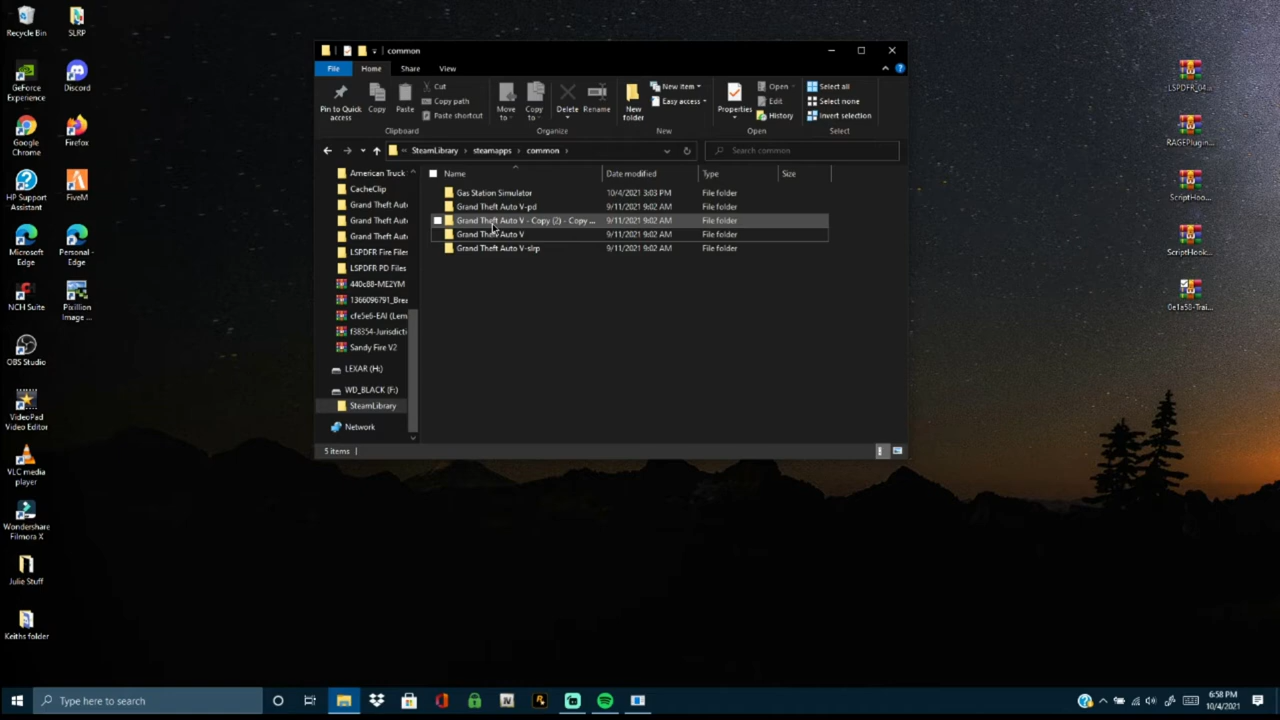 Recycle Bin
SLRP
GeForce
Experience
Discord
Google
Chrome
Firefox
HP Support
Assistant
FiveM
Microsoft
Edge
Personal -
Edge
NCH Suite
Pixillion
Image ...
OBS Studio
VideoPad
Video Editor
VLC media
player
Wondershare
Filmora X
Julie Stuff
Keiths folder
common
File
Home
Share
View
Pin to Quick
access
Copy
Paste
Cut
Copy path
Paste shortcut
Clipboard
Move
to
Copy
to
Delete
Rename
Organize
New
folder
New item
Easy access
New
Properties
Open
Edit
History
Open
Select all
Select none
Invert selection
Select
SteamLibrary
steamapps
common
Search common
Name
Date modified
Type
Size
American Truck
CacheClip
Grand Theft Aut
Grand Theft Aut
Grand Theft Aut
LSPDFR Fire Files
LSPDFR PD Files
440c88-ME2YM
1366096791_Brea
cfe5e6-EAI (Lem
f38354-Jurisdicti
Sandy Fire V2
LEXAR (H:)
WD_BLACK (F:)
SteamLibrary
Network
Gas Station Simulator 10/4/2021 3:03 PM File folder
Grand Theft Auto V-pd 9/11/2021 9:02 AM File folder
Grand Theft Auto V - Copy (2) - Copy ... 9/11/2021 9:02 AM File folder
Grand Theft Auto V 9/11/2021 9:02 AM File folder
Grand Theft Auto V-slrp 9/11/2021 9:02 AM File folder
5 items
LSPDFR_04...
RAGEPlugin...
ScriptHoo...
ScriptHook...
0e1a58-Trai...
Type here to search
6:58 PM
10/4/2021